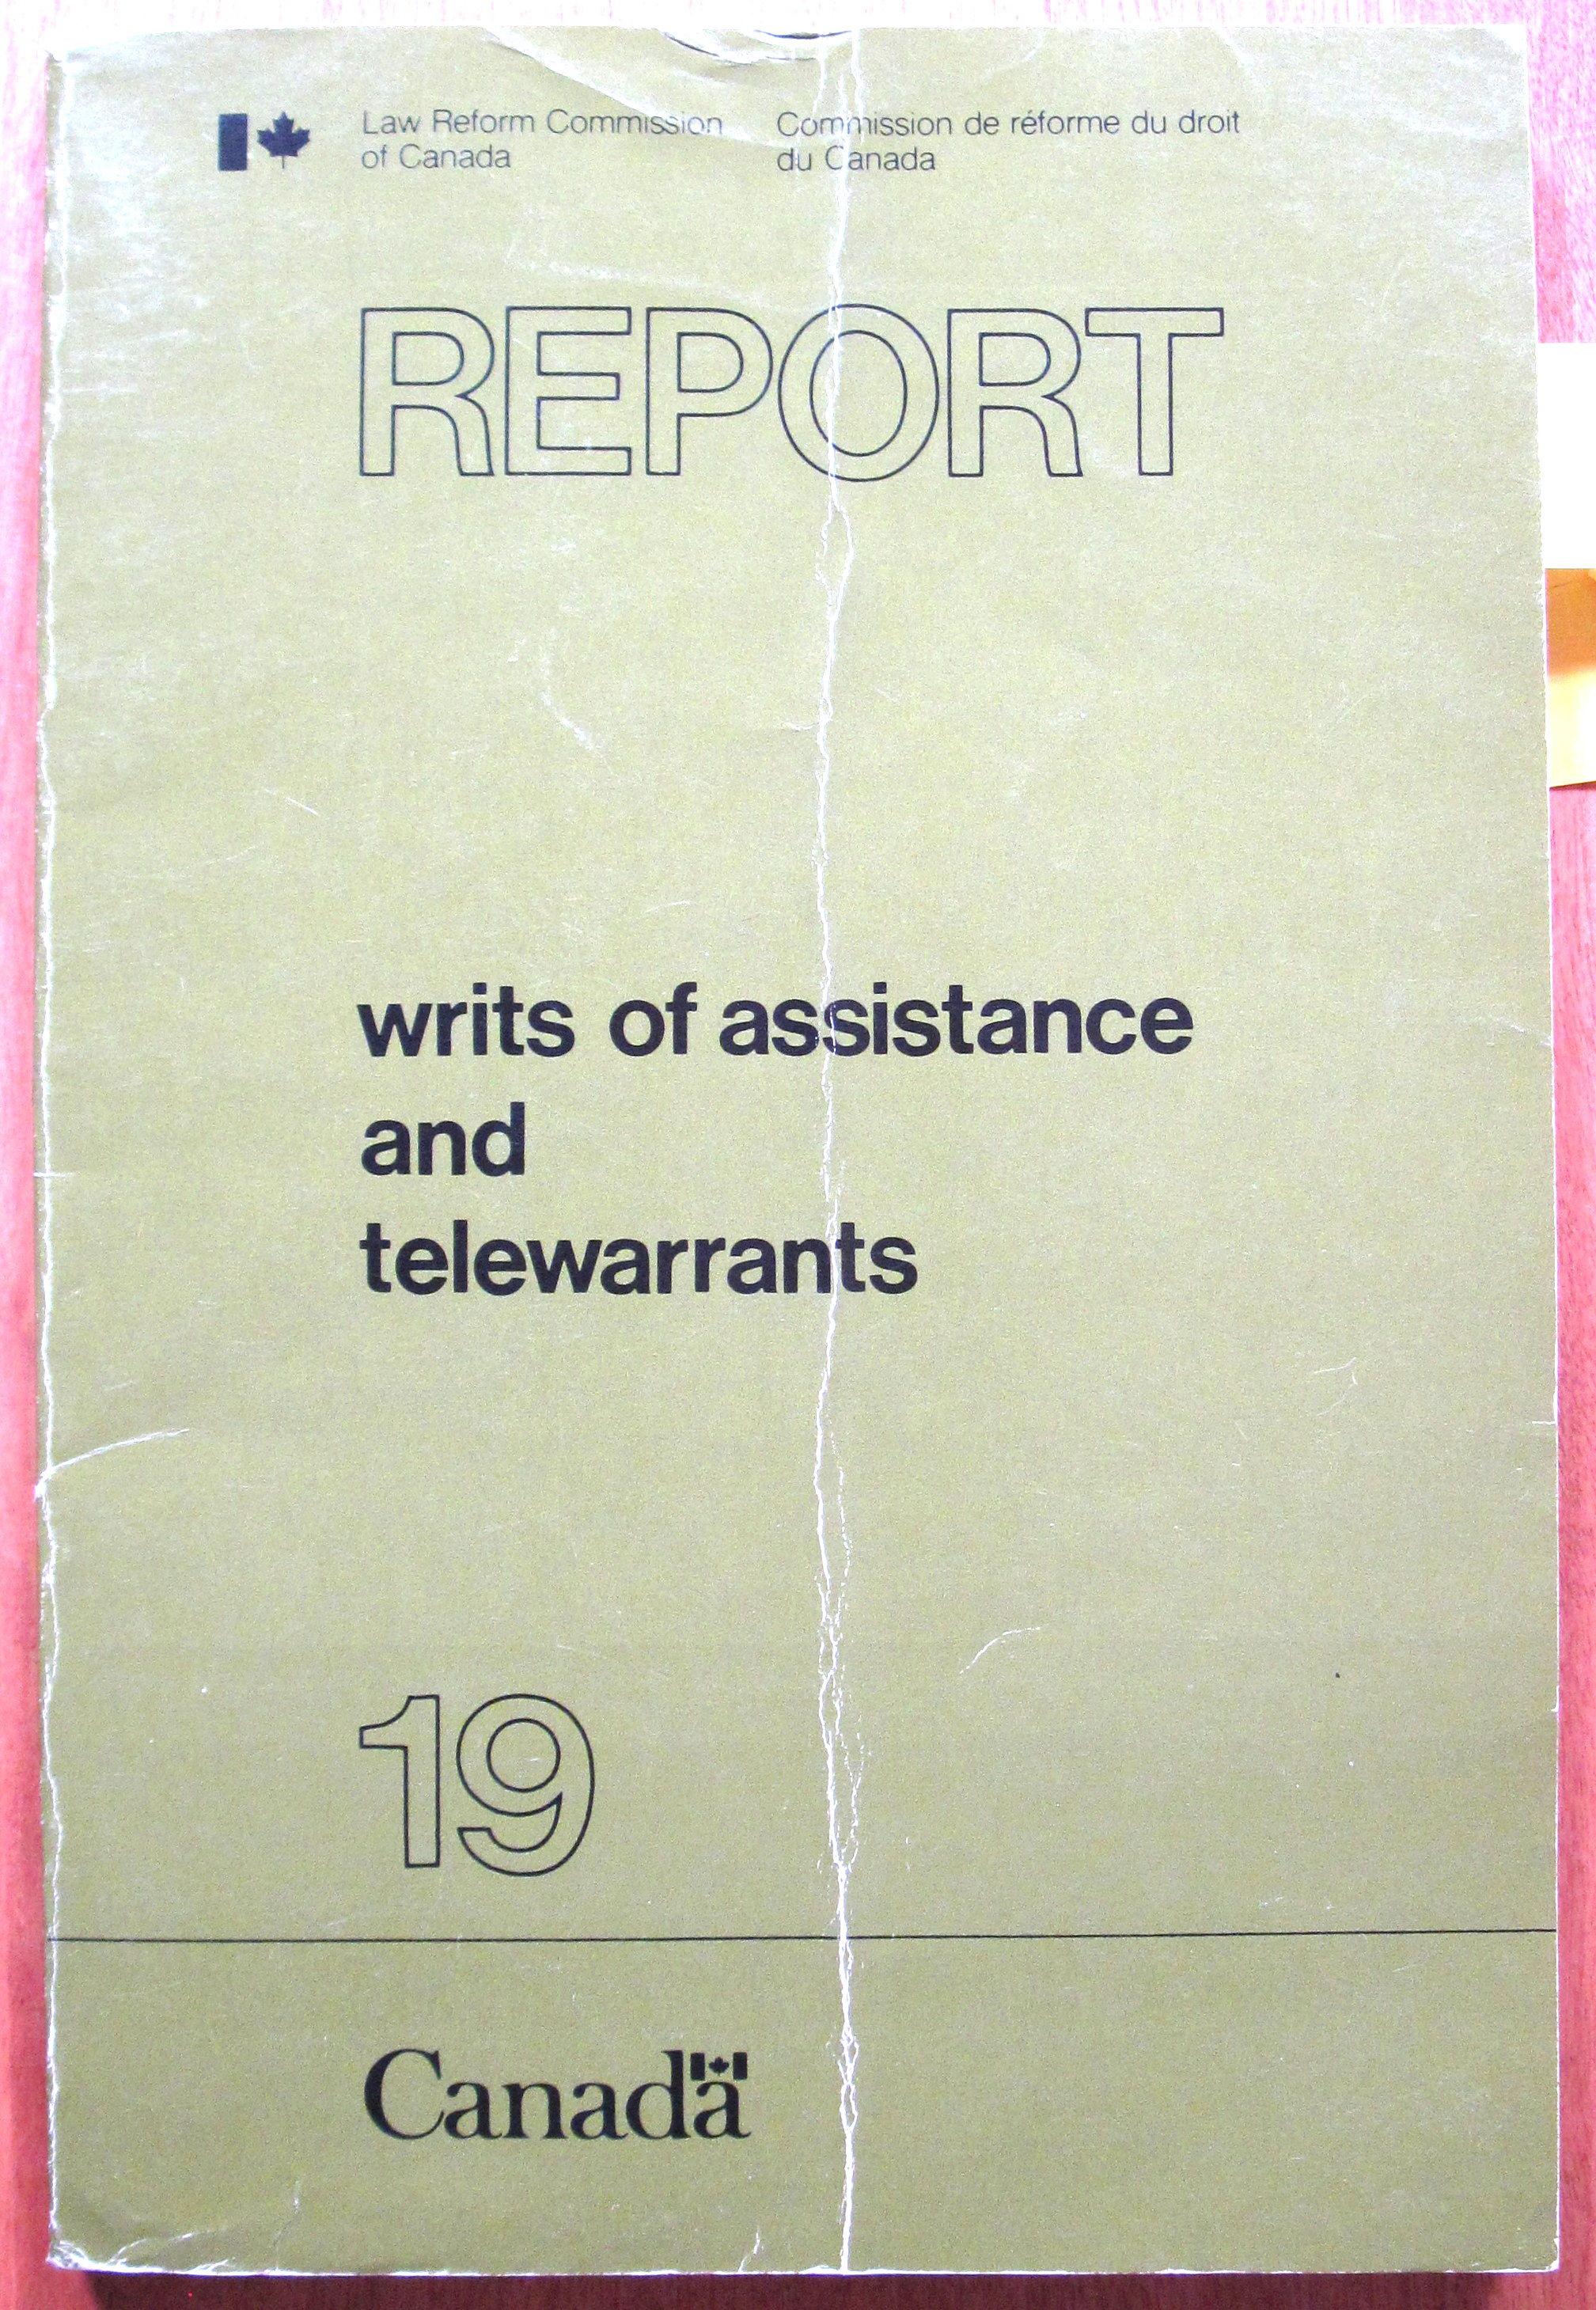 Law Reform Commission
of Canada
Commission de réforme du droit
du Canada
REPORT
writs of assistance
and
telewarrants
19
Canada